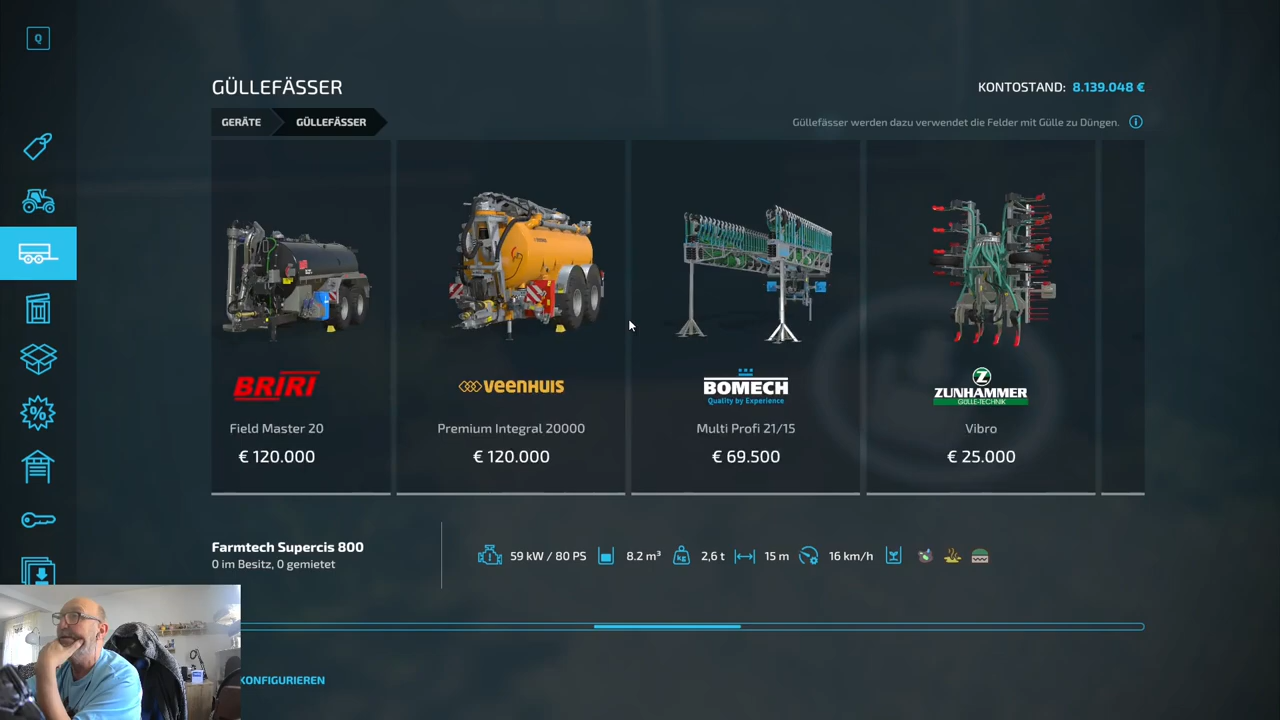 Q
GÜLLEFÄSSER
KONTOSTAND: 8.139.048 €
GERÄTE
GÜLLEFÄSSER
Güllefässer werden dazu verwendet die Felder mit Gülle zu Düngen.
BRIRI
VEENHUIS
BOMECH
Quality by Experience
ZUNHAMMER
GÜLLE-TECHNIK
Field Master 20
Premium Integral 20000
Multi Profi 21/15
Vibro
€ 120.000
€ 120.000
€ 69.500
€ 25.000
Farmtech Supercis 800
0 im Besitz, 0 gemietet
59 kW / 80 PS
8.2 m³
2,6 t
15 m
16 km/h
KONFIGURIEREN